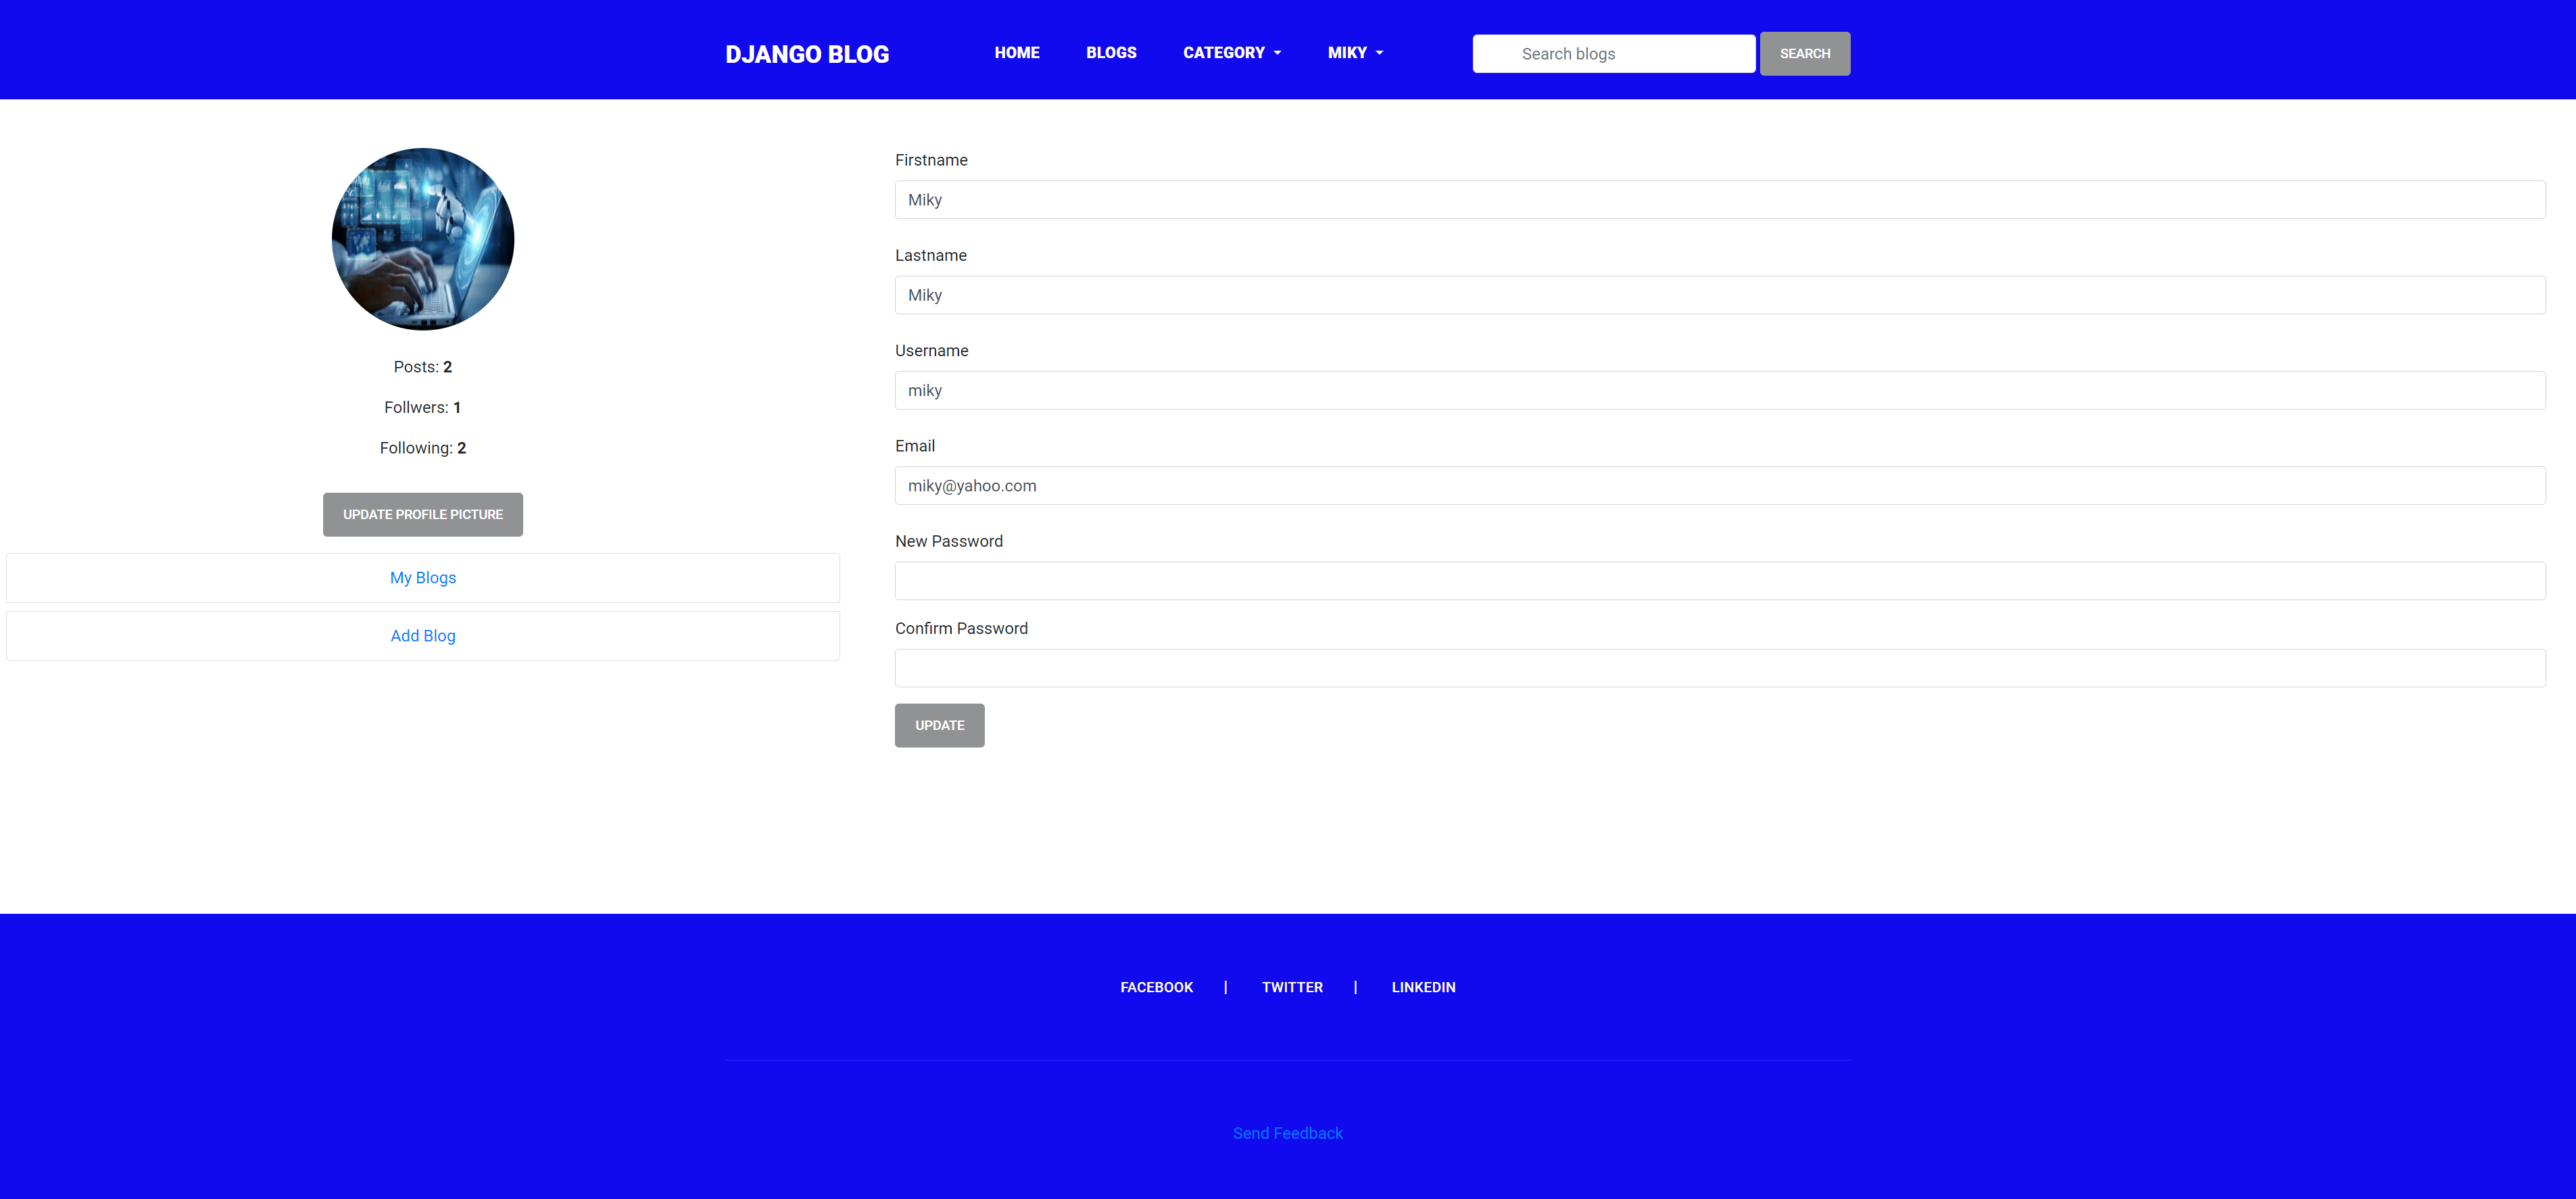 DJANGO BLOG HOME BLOGS CATEGORY MIKY Search blogs SEARCH
Posts: 2
Follwers: 1
Following: 2
UPDATE PROFILE PICTURE
My Blogs
Add Blog
Firstname
Miky
Lastname
Miky
Username
miky
Email
miky@yahoo.com
New Password
Confirm Password
UPDATE
FACEBOOK | TWITTER | LINKEDIN
Send Feedback